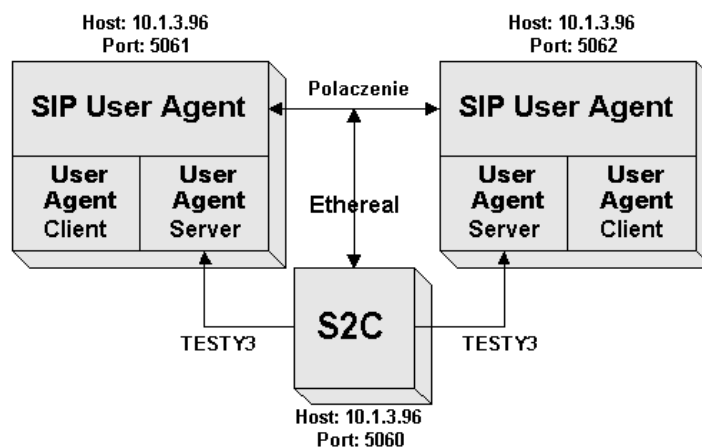 Host: 10.1.3.96
Port: 5061
Host: 10.1.3.96
Port: 5062
SIP User Agent
Polaczenie
SIP User Agent
User
Agent
Client
User
Agent
Server
Ethereal
User
Agent
Server
User
Agent
Client
S2C
TESTY3
TESTY3
Host: 10.1.3.96
Port: 5060